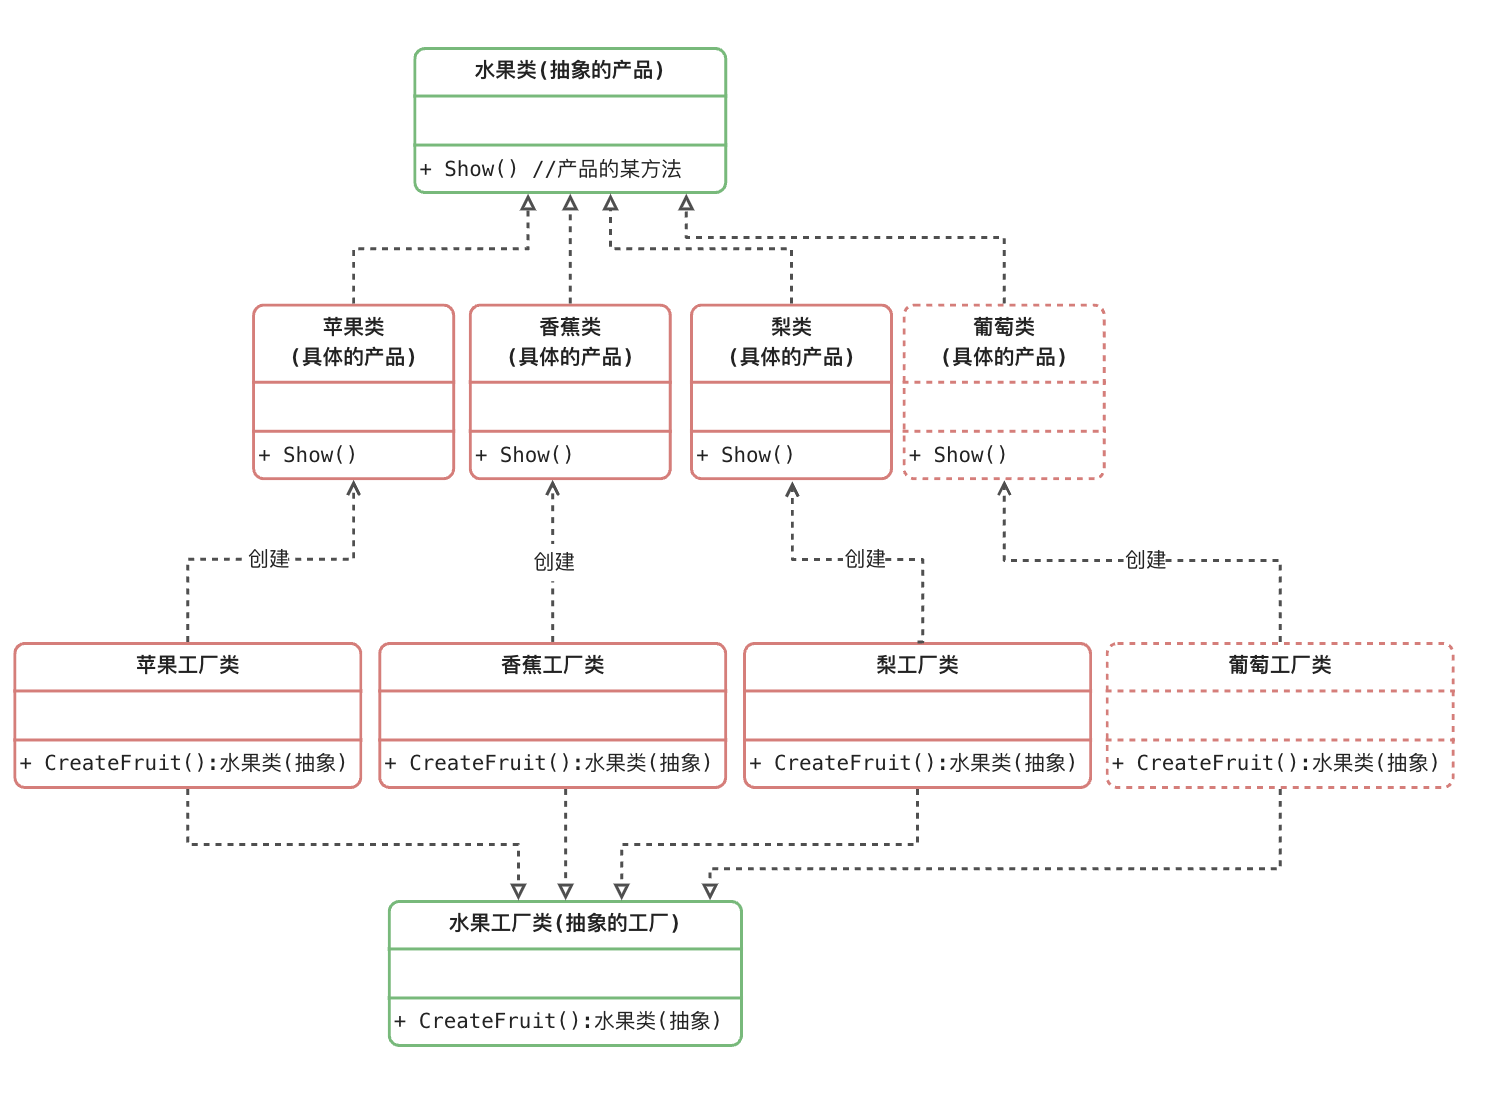 水果类(抽象的产品)
+ Show() //产品的某方法
苹果类
(具体的产品)
+ Show()
香蕉类
(具体的产品)
+ Show()
梨类
(具体的产品)
+ Show()
葡萄类
(具体的产品)
+ Show()
创建
创建
创建
创建
苹果工厂类
+ CreateFruit():水果类(抽象)
香蕉工厂类
+ CreateFruit():水果类(抽象)
梨工厂类
+ CreateFruit():水果类(抽象)
葡萄工厂类
+ CreateFruit():水果类(抽象)
水果工厂类(抽象的工厂)
+ CreateFruit():水果类(抽象)